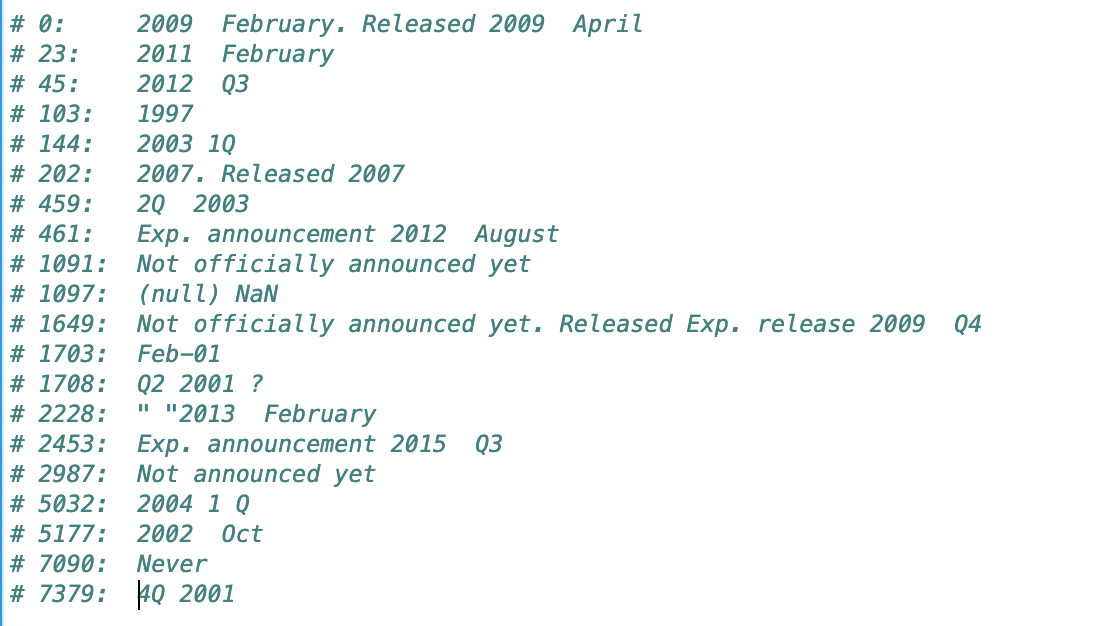 # 0:     2009  February. Released 2009  April
# 23:    2011  February
# 45:    2012  Q3
# 103:   1997
# 144:   2003 1Q
# 202:   2007. Released 2007
# 459:   2Q  2003
# 461:   Exp. announcement 2012  August
# 1091:  Not officially announced yet
# 1097:  (null) NaN
# 1649:  Not officially announced yet. Released Exp. release 2009  Q4
# 1703:  Feb-01
# 1708:  Q2 2001 ?
# 2228:  " "2013  February
# 2453:  Exp. announcement 2015  Q3
# 2987:  Not announced yet
# 5032:  2004 1 Q
# 5177:  2002  Oct
# 7090:  Never
# 7379:  4Q 2001